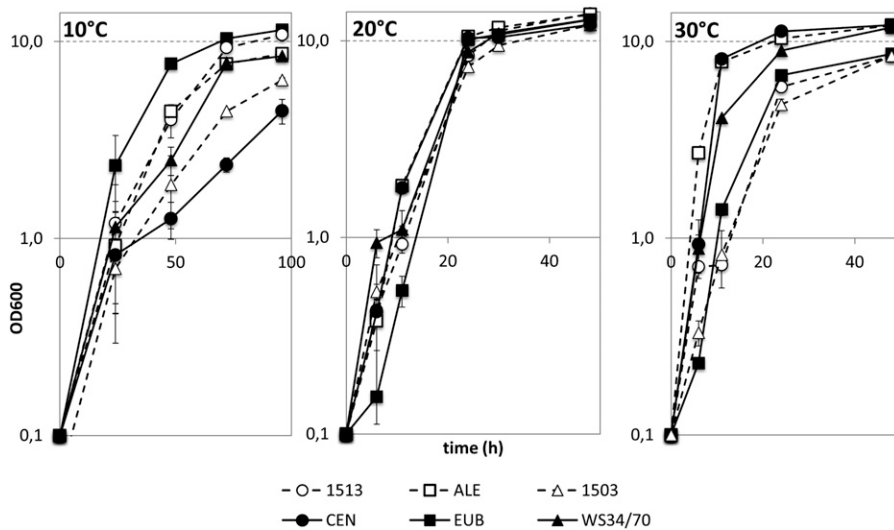 10°C 20°C 30°C
10,0 10,0 10,0
1,0 1,0 1,0
0 50 100 0 20 40 0 20 40
OD600
0,1 0,1 0,1
time (h)
1513 ALE 1503
CEN EUB WS34/70